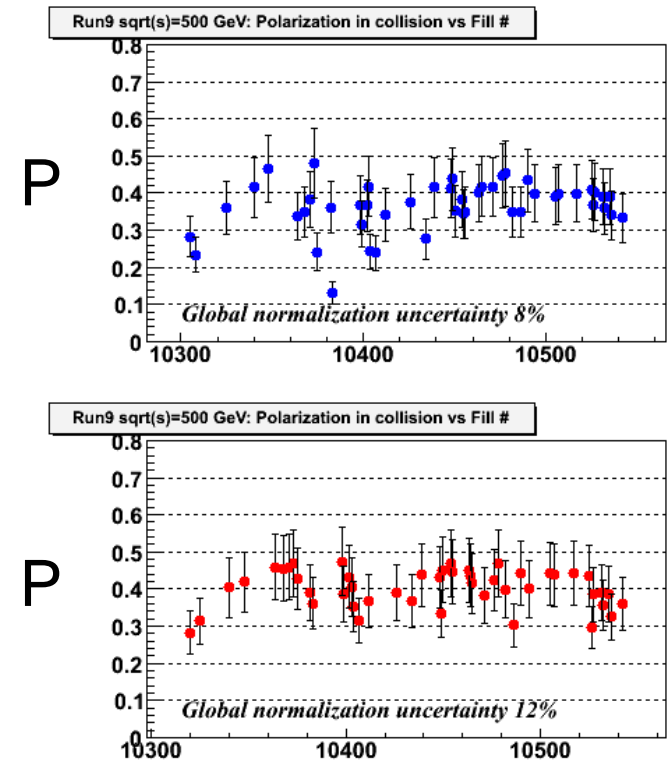 Run9 sqrt(s)=500 GeV: Polarization in collision vs Fill #
P
0.8
0.7
0.6
0.5
0.4
0.3
0.2
0.1
0
Global normalization uncertainty 8%
10300 10400 10500
Run9 sqrt(s)=500 GeV: Polarization in collision vs Fill #
P
0.8
0.7
0.6
0.5
0.4
0.3
0.2
0.1
0
Global normalization uncertainty 12%
10300 10400 10500